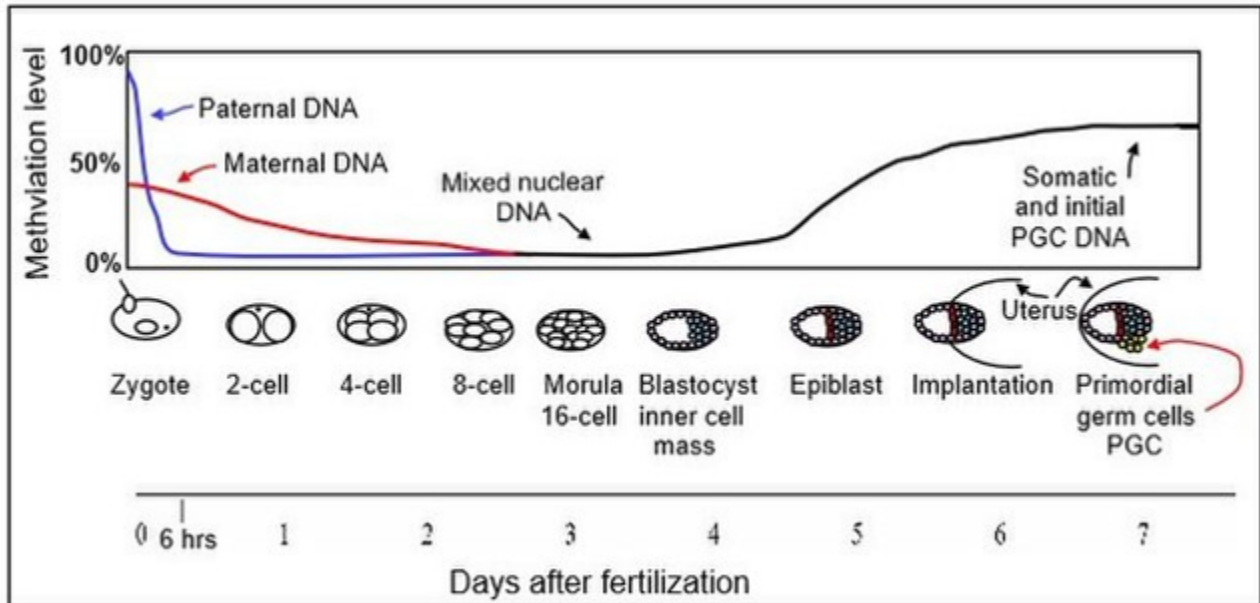 Methvlation level
100%
50%
0%
Paternal DNA
Maternal DNA
Mixed nuclear
DNA
Somatic
and initial
PGC DNA
Uterus
Zygote
2-cell
4-cell
8-cell
Morula
16-cell
Blastocyst
inner cell
mass
Epiblast
Implantation
Primordial
germ cells
PGC
0 6 hrs 1 2 3 4 5 6 7
Days after fertilization